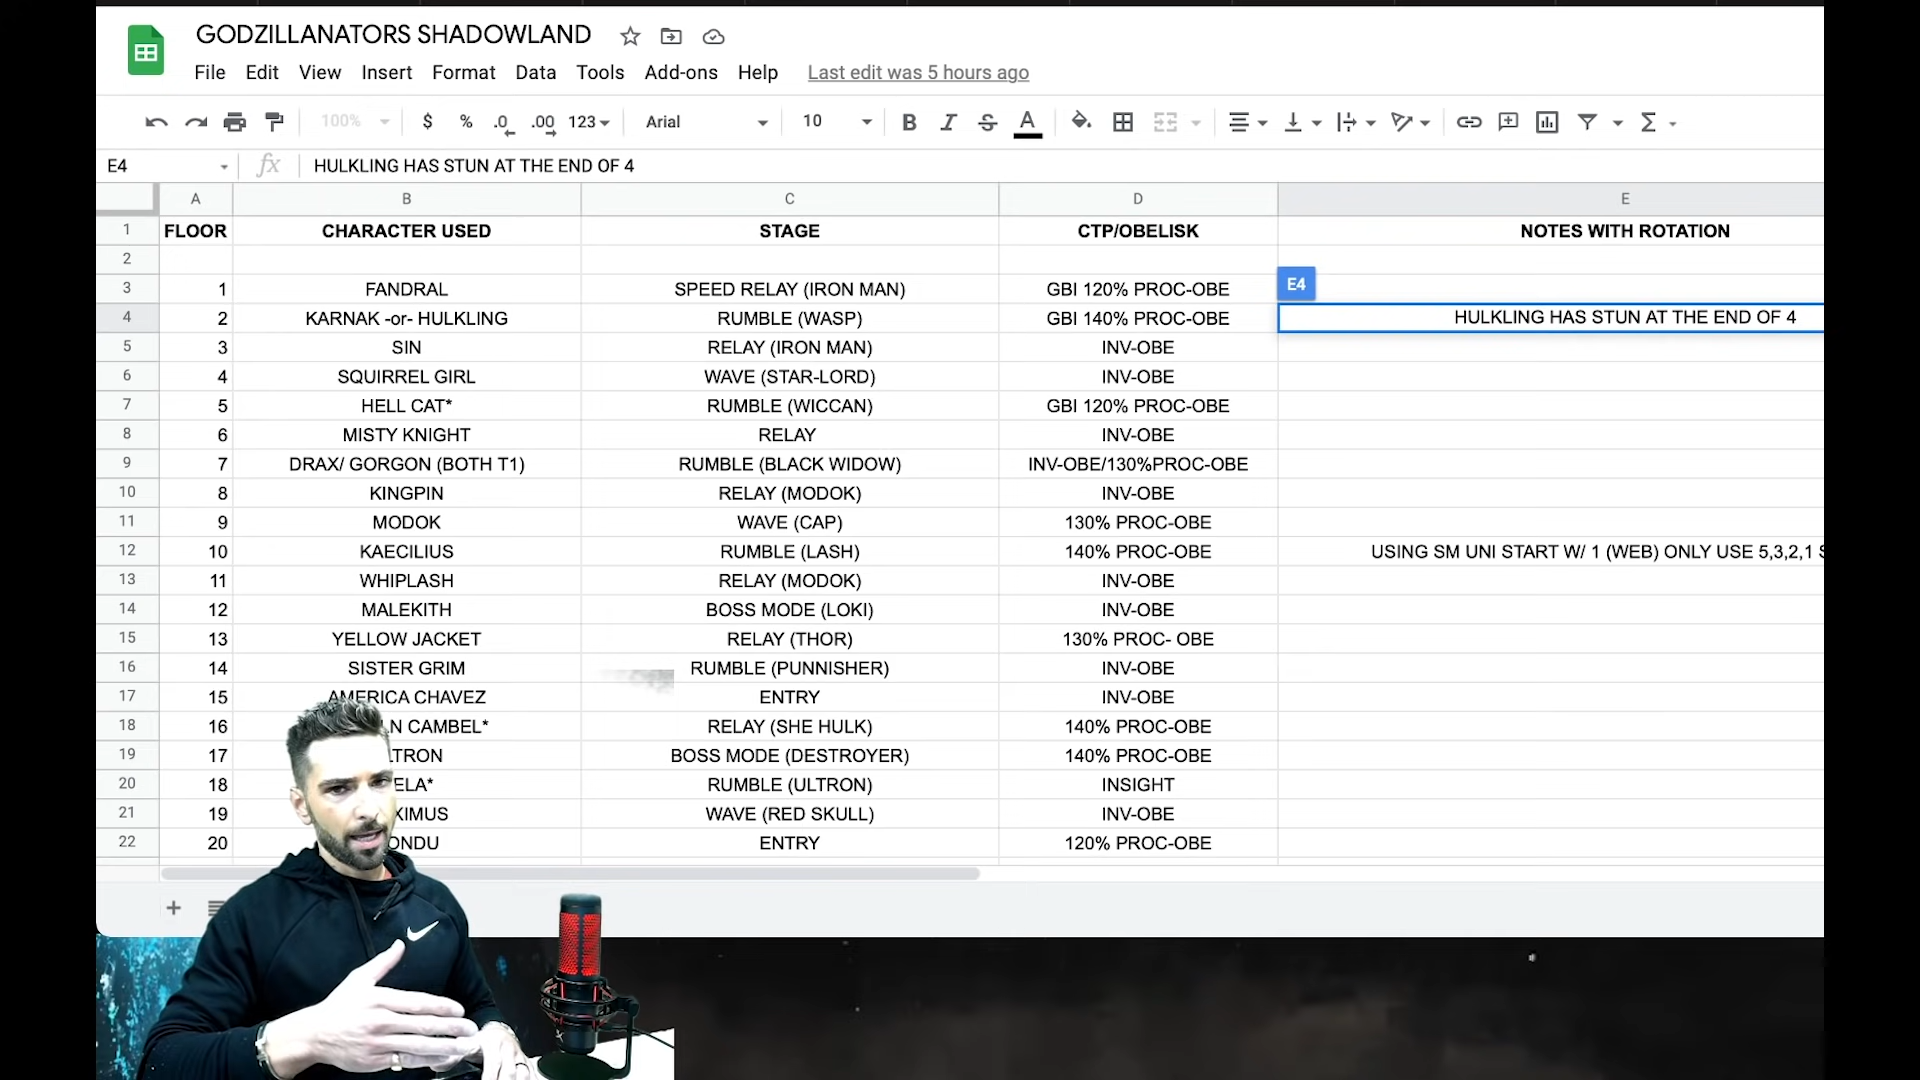 GODZILLANATORS SHADOWLAND
File Edit View Insert Format Data Tools Add-ons Help Last edit was 5 hours ago
100% $ % .0 .00 123 Arial 10 B I S A
E4 fx HULKLING HAS STUN AT THE END OF 4
A B C D E
1 FLOOR CHARACTER USED STAGE CTP/OBELISK NOTES WITH ROTATION
2
3 1 FANDRAL SPEED RELAY (IRON MAN) GBI 120% PROC-OBE E4
4 2 KARNAK -or- HULKLING RUMBLE (WASP) GBI 140% PROC-OBE HULKLING HAS STUN AT THE END OF 4
5 3 SIN RELAY (IRON MAN) INV-OBE
6 4 SQUIRREL GIRL WAVE (STAR-LORD) INV-OBE
7 5 HELL CAT* RUMBLE (WICCAN) GBI 120% PROC-OBE
8 6 MISTY KNIGHT RELAY INV-OBE
9 7 DRAX/ GORGON (BOTH T1) RUMBLE (BLACK WIDOW) INV-OBE/130%PROC-OBE
10 8 KINGPIN RELAY (MODOK) INV-OBE
11 9 MODOK WAVE (CAP) 130% PROC-OBE
12 10 KAECILIUS RUMBLE (LASH) 140% PROC-OBE USING SM UNI START W/ 1 (WEB) ONLY USE 5,3,2,1
13 11 WHIPLASH RELAY (MODOK) INV-OBE
14 12 MALEKITH BOSS MODE (LOKI) INV-OBE
15 13 YELLOW JACKET RELAY (THOR) 130% PROC- OBE
16 14 SISTER GRIM RUMBLE (PUNNISHER) INV-OBE
17 15 AMERICA CHAVEZ ENTRY INV-OBE
18 16 CAMBEL* RELAY (SHE HULK) 140% PROC-OBE
19 17 BOSS MODE (DESTROYER) 140% PROC-OBE
20 18 RUMBLE (ULTRON) INSIGHT
21 19 WAVE (RED SKULL) INV-OBE
22 20 ENTRY 120% PROC-OBE